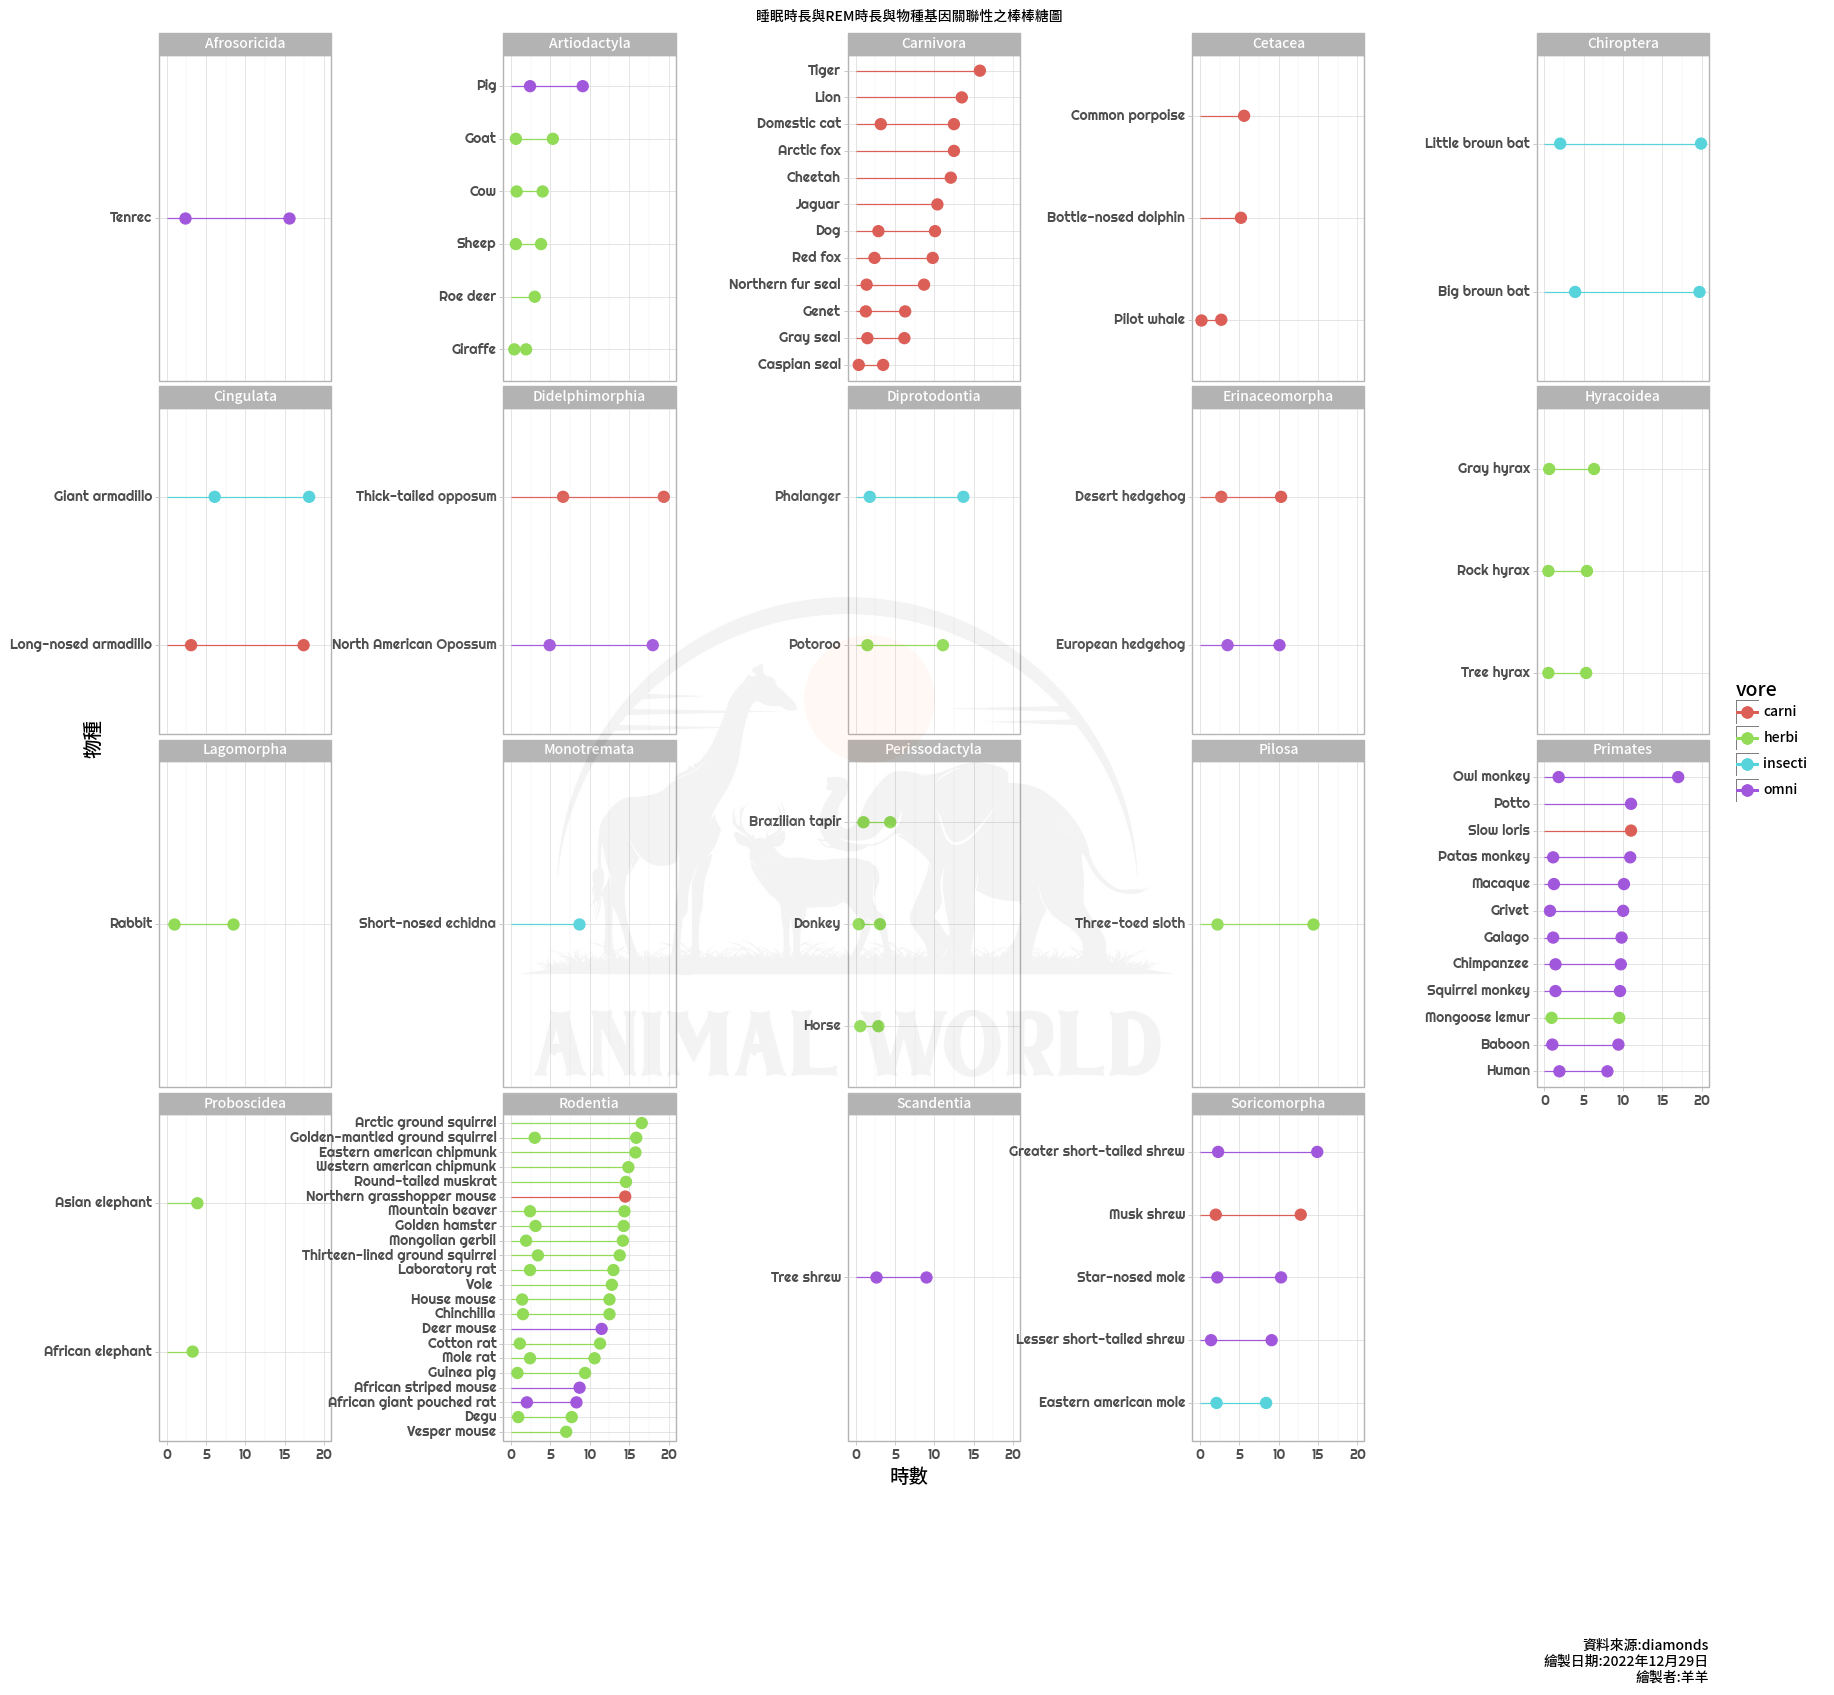 睡眠時長與REM時長與物種基因關聯性之棒棒糖圖
Afrosoricida
Tenrec
Artiodactyla
Pig
Goat
Cow
Sheep
Roe deer
Giraffe
Carnivora
Tiger
Lion
Domestic cat
Arctic fox
Cheetah
Jaguar
Dog
Red fox
Northern fur seal
Genet
Gray seal
Caspian seal
Cetacea
Common porpoise
Bottle-nosed dolphin
Pilot whale
Chiroptera
Little brown bat
Big brown bat
Cingulata
Giant armadillo
Long-nosed armadillo
Didelphimorphia
Thick-tailed opposum
North American Opossum
Diprotodontia
Phalanger
Potoroo
Erinaceomorpha
Desert hedgehog
European hedgehog
Hyracoidea
Gray hyrax
Rock hyrax
Tree hyrax
物種
Lagomorpha
Rabbit
Monotremata
Short-nosed echidna
Perissodactyla
Brazilian tapir
Donkey
Horse
Pilosa
Three-toed sloth
Primates
Owl monkey
Potto
Slow loris
Patas monkey
Macaque
Grivet
Galago
Chimpanzee
Squirrel monkey
Mongoose lemur
Baboon
Human
0 5 10 15 20
ANIMAL WORLD
Proboscidea
Asian elephant
African elephant
0 5 10 15 20
Rodentia
Arctic ground squirrel
Golden-mantled ground squirrel
Eastern american chipmunk
Western american chipmunk
Round-tailed muskrat
Northern grasshopper mouse
Mountain beaver
Golden hamster
Mongolian gerbil
Thirteen-lined ground squirrel
Laboratory rat
Vole
House mouse
Chinchilla
Deer mouse
Cotton rat
Mole rat
Guinea pig
African striped mouse
African giant pouched rat
Degu
Vesper mouse
0 5 10 15 20
Scandentia
Tree shrew
0 5 10 15 20
Soricomorpha
Greater short-tailed shrew
Musk shrew
Star-nosed mole
Lesser short-tailed shrew
Eastern american mole
0 5 10 15 20
時數
vore
carni
herbi
insecti
omni
資料來源:diamonds
繪製日期:2022年12月29日
繪製者:羊羊